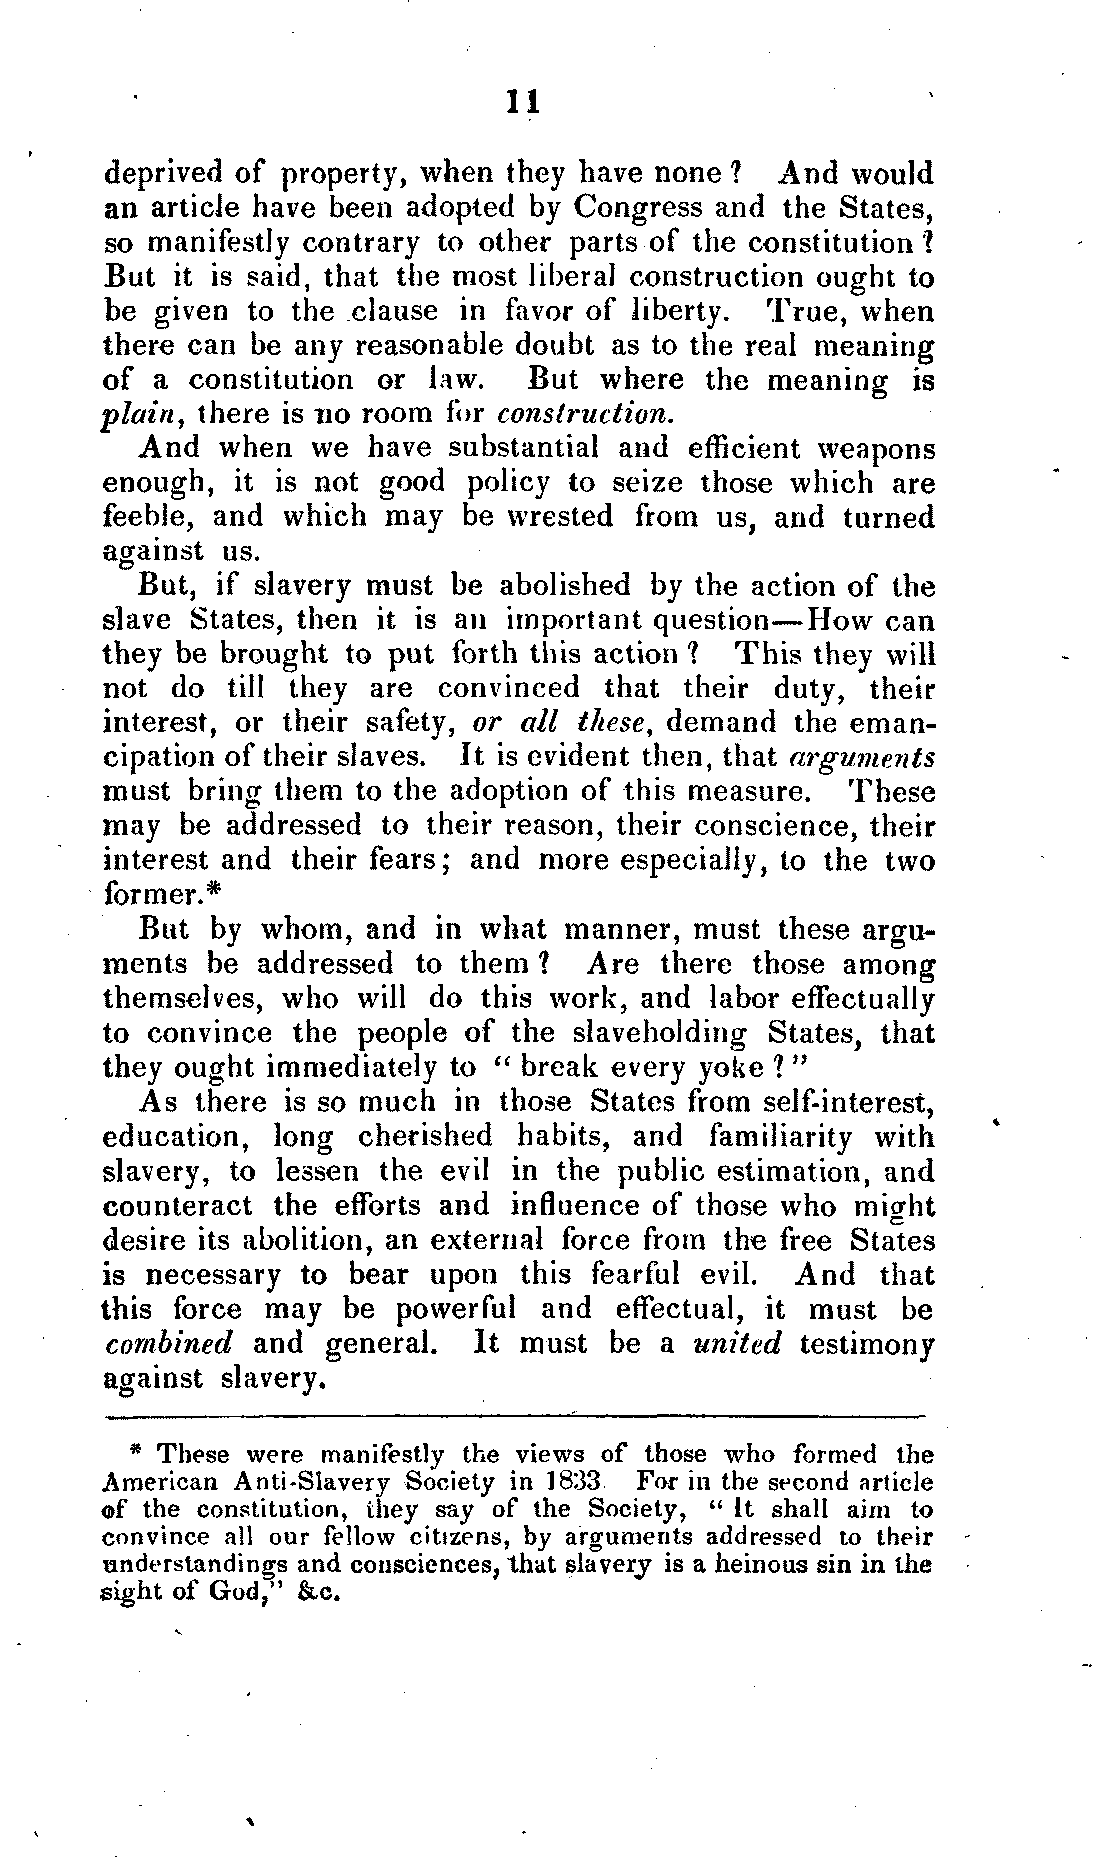 11
deprived of property, when they have none? And would
an article have been adopted by Congress and the States,
so manifestly contrary to other parts of the constitution?
But it is said, that the most liberal construction ought to
be given to the clause in favor of liberty. True, when
there can be any reasonable doubt as to the real meaning
of a constitution or law. But where the meaning is
plain, there is no room for construction.
And when we have substantial and efficient weapons
enough, it is not good policy to seize those which are
feeble, and which may be wrested from us, and turned
against us.
But, if slavery must be abolished by the action of the
slave States, then it is an important question—How can
they be brought to put forth this action? This they will
not do till they are convinced that their duty, their
interest, or their safety, or all these, demand the eman-
cipation of their slaves. It is evident then, that arguments
must bring them to the adoption of this measure. These
may be addressed to their reason, their conscience, their
interest and their fears; and more especially, to the two
former.*
But by whom, and in what manner, must these argu-
ments be addressed to them? Are there those among
themselves, who will do this work, and labor effectually
to convince the people of the slaveholding States, that
they ought immediately to “ break every yoke?”
As there is so much in those States from self-interest,
education, long cherished habits, and familiarity with
slavery, to lessen the evil in the public estimation, and
counteract the efforts and influence of those who might
desire its abolition, an external force from the free States
is necessary to bear upon this fearful evil. And that
this force may be powerful and effectual, it must be
combined and general. It must be a united testimony
against slavery.
* These were manifestly the views of those who formed the
American Anti-Slavery Society in 1833. For in the second article
of the constitution, they say of the Society, “ It shall aim to
convince all our fellow citizens, by arguments addressed to their
understandings and consciences, that slavery is a heinous sin in the
sight of God,” &c.